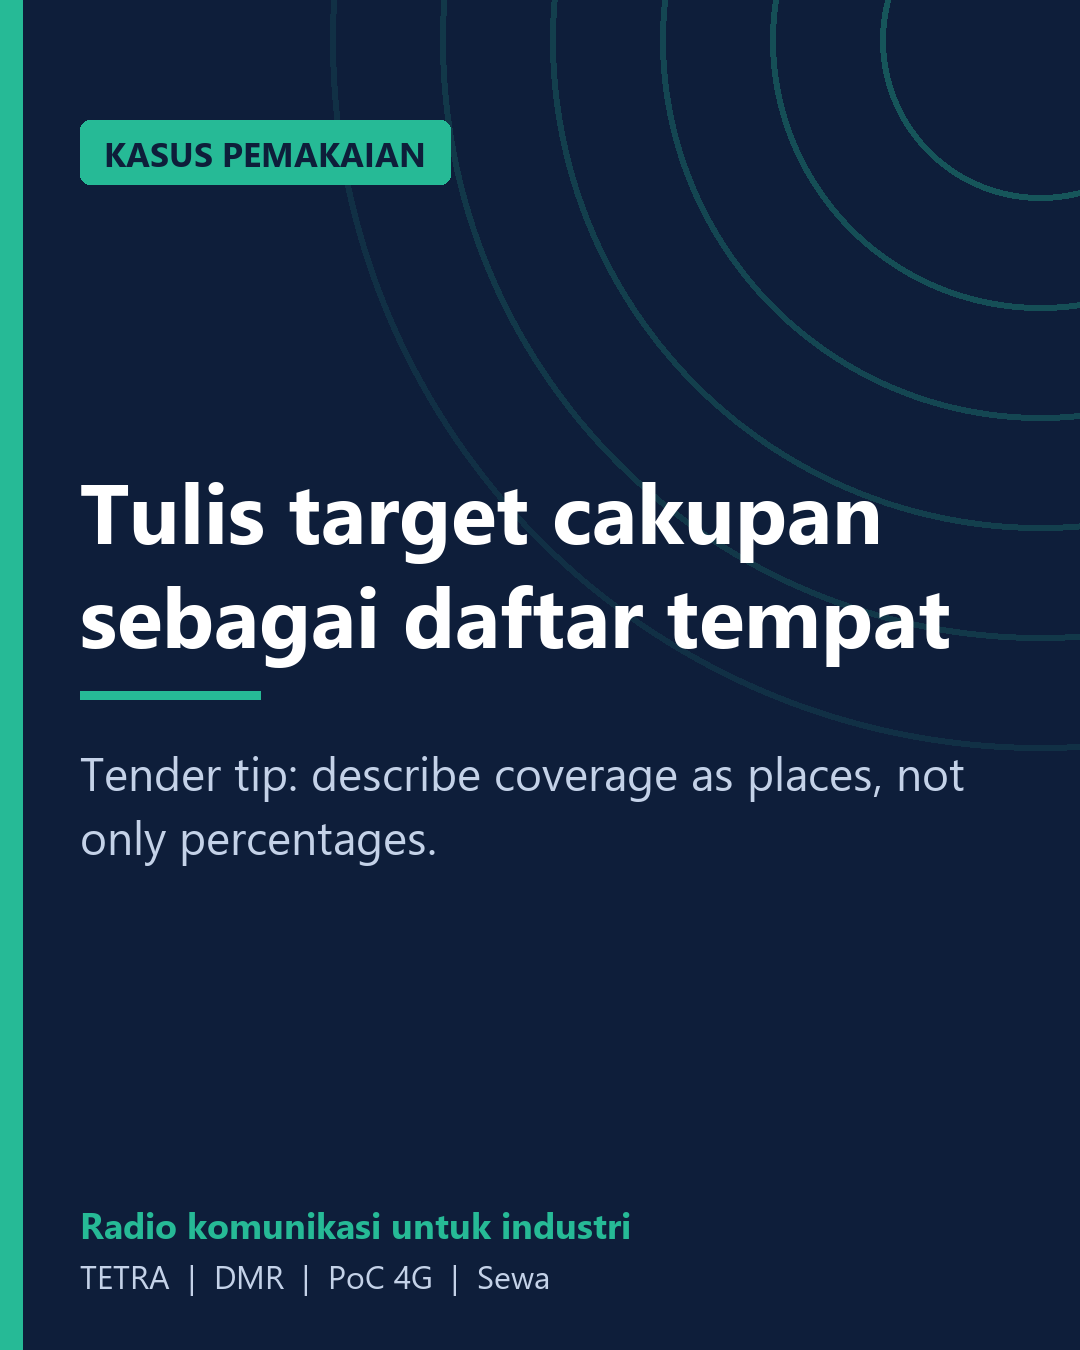 KASUS PEMAKAIAN
Tulis target cakupan
sebagai daftar tempat
Tender tip: describe coverage as places, not
only percentages.
Radio komunikasi untuk industri
TETRA | DMR | PoC 4G | Sewa